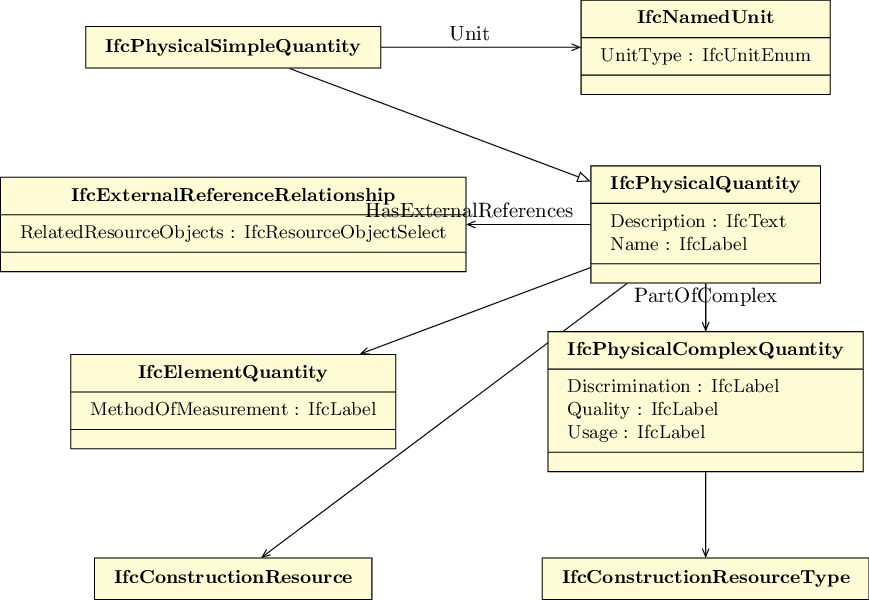 IfcPhysicalSimpleQuantity
Unit
IfcNamedUnit
UnitType : IfcUnitEnum
IfcExternalReferenceRelationship
RelatedResourceObjects : IfcResourceObjectSelect
HasExternalReferences
IfcPhysicalQuantity
Description : IfcText
Name : IfcLabel
PartOfComplex
IfcElementQuantity
MethodOfMeasurement : IfcLabel
IfcPhysicalComplexQuantity
Discrimination : IfcLabel
Quality : IfcLabel
Usage : IfcLabel
IfcConstructionResource
IfcConstructionResourceType